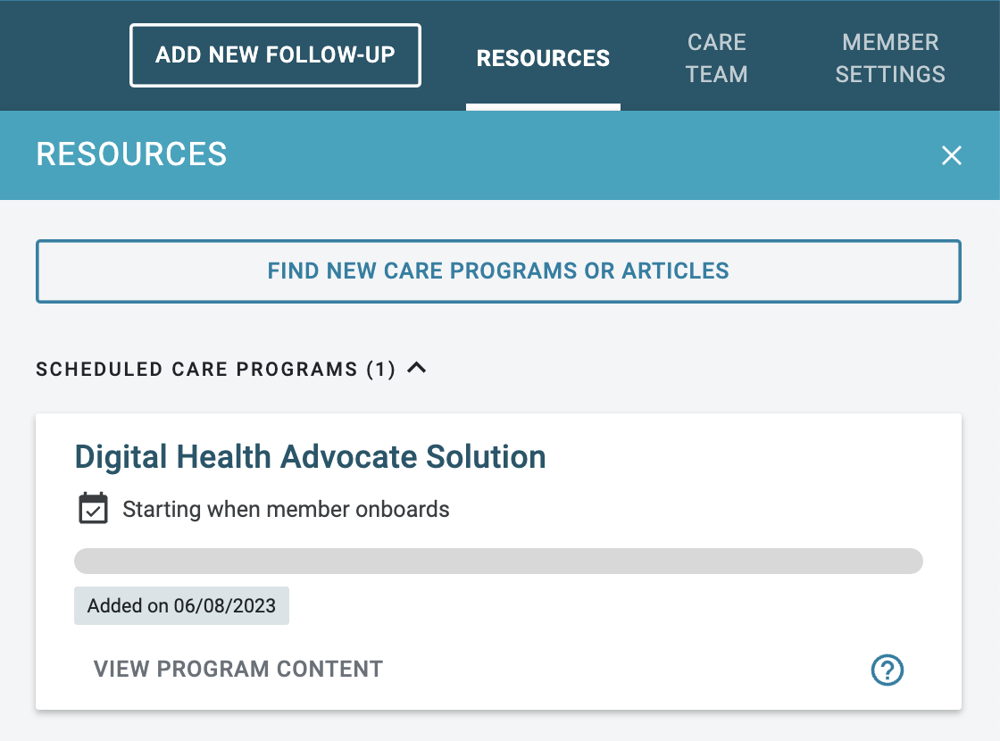 ADD NEW FOLLOW-UP
RESOURCES
CARE
TEAM
MEMBER
SETTINGS
RESOURCES
FIND NEW CARE PROGRAMS OR ARTICLES
SCHEDULED CARE PROGRAMS (1)
Digital Health Advocate Solution
Starting when member onboards
Added on 06/08/2023
VIEW PROGRAM CONTENT
?